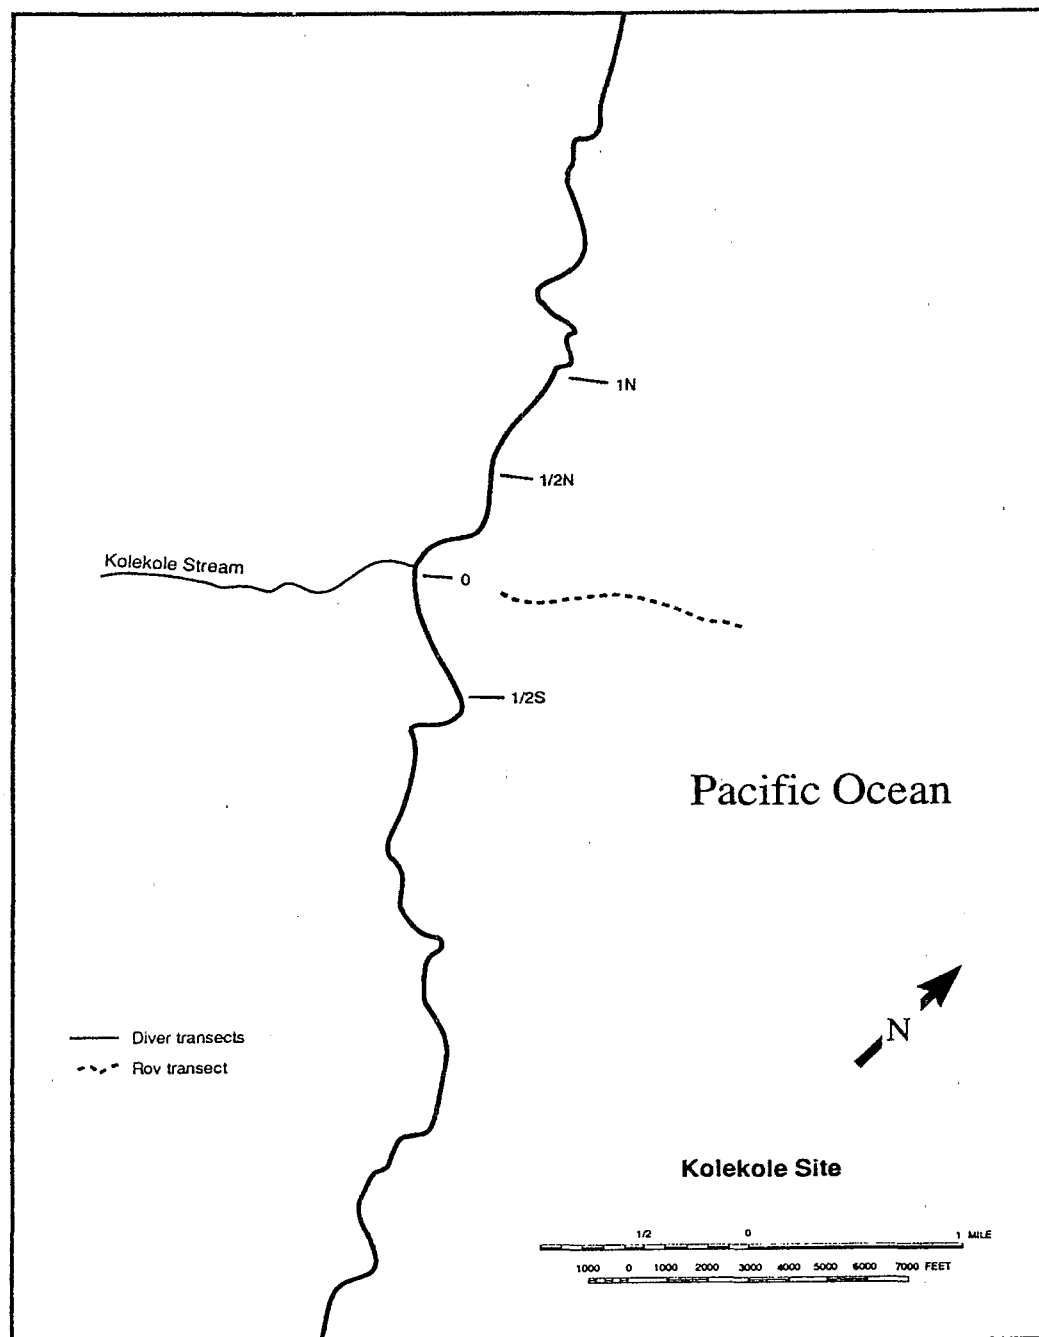 1N
1/2N
Kolekole Stream
0
1/2S
Pacific Ocean
N
Diver transects
Rov transect
Kolekole Site
1/2 0 1 MILE
1000 0 1000 2000 3000 4000 5000 6000 7000 FEET